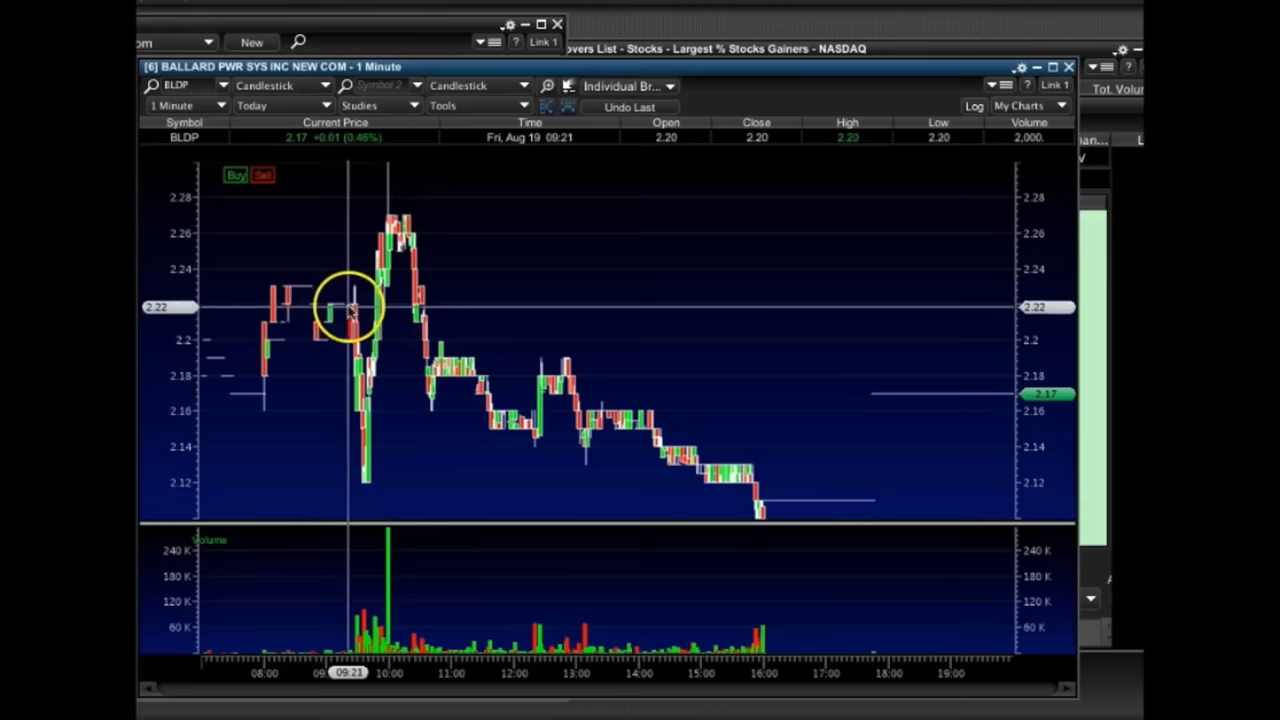 om New ? Link 1
overs List - Stocks - Largest % Stocks Gainers - NASDAQ
[6] BALLARD PWR SYS INC NEW COM - 1 Minute
BLDP Candlestick Symbol 2 Candlestick Individual Br... ? Link 1 Tot. Volu
1 Minute Today Studies Tools Undo Last Log My Charts
Symbol Current Price Time Open Close High Low Volume
BLDP 2.17 +0.01 (0.46%) Fri, Aug 19 09:21 2.20 2.20 2.20 2.20 2,000.
Buy Sell
2.28 2.28
2.26 2.26
2.24 2.24
2.22 2.22
2.2 2.2
2.18 2.18
2.17
2.16 2.16
2.14 2.14
2.12 2.12
Volume
240 K 240 K
180 K 180 K
120 K 120 K
60 K 60 K
08:00 09: 09:21 10:00 11:00 12:00 13:00 14:00 15:00 16:00 17:00 18:00 19:00